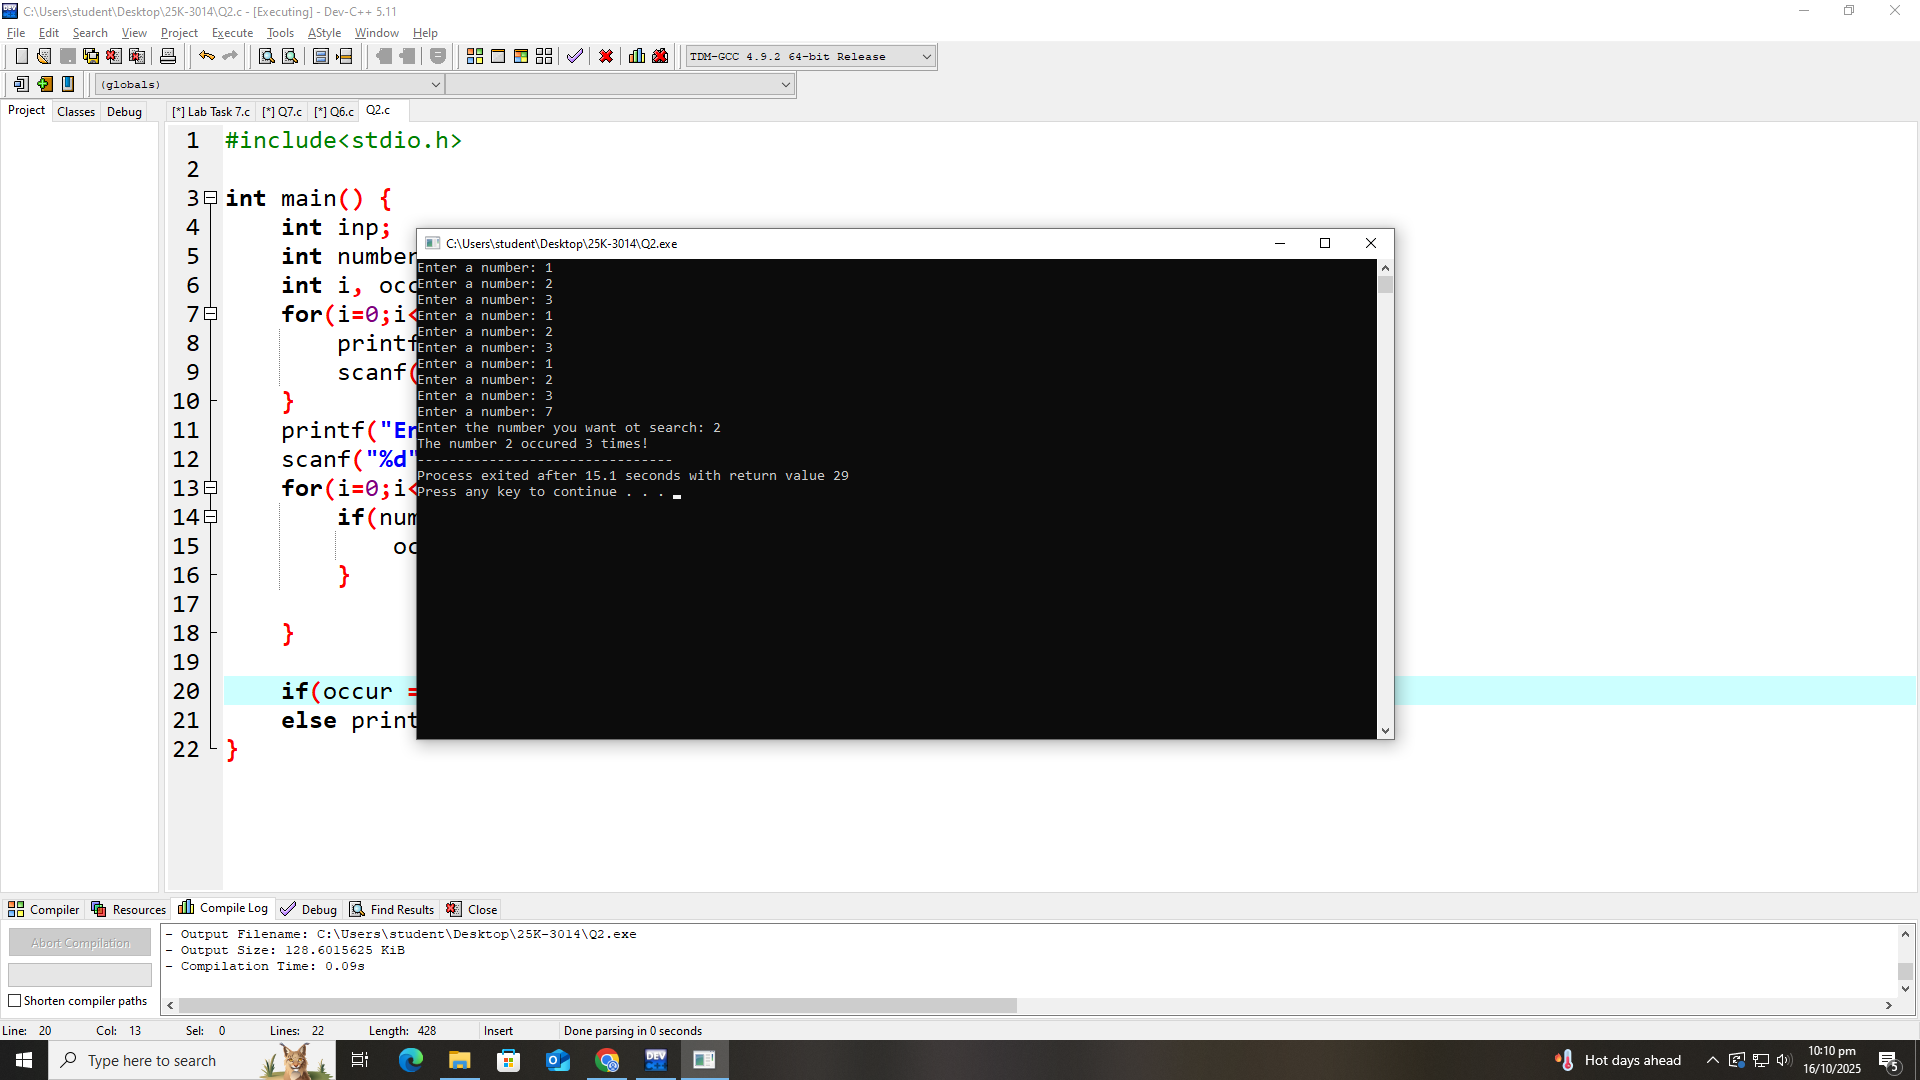 C:\Users\student\Desktop\25K-3014\Q2.c - [Executing] - Dev-C++ 5.11
File Edit Search View Project Execute Tools AStyle Window Help
TDM-GCC 4.9.2 64-bit Release
(globals)
Project Classes Debug [*] Lab Task 7.c [*] Q7.c [*] Q6.c Q2.c
1 #include<stdio.h>
2
3 int main() {
4 int inp;
5 int number
6 int i, occ
7 for(i=0;i<
8 printf
9 scanf(
10 }
11 printf("En
12 scanf("%d"
13 for(i=0;i<
14 if(num
15 oc
16 }
17
18 }
19
20 if(occur =
21 else print
22 }
C:\Users\student\Desktop\25K-3014\Q2.exe
Enter a number: 1
Enter a number: 2
Enter a number: 3
Enter a number: 1
Enter a number: 2
Enter a number: 3
Enter a number: 1
Enter a number: 2
Enter a number: 3
Enter a number: 7
Enter the number you want ot search: 2
The number 2 occured 3 times!
--------------------------------
Process exited after 15.1 seconds with return value 29
Press any key to continue . . .
Compiler Resources Compile Log Debug Find Results Close
Abort Compilation
Shorten compiler paths
- Output Filename: C:\Users\student\Desktop\25K-3014\Q2.exe
- Output Size: 128.6015625 KiB
- Compilation Time: 0.09s
Line: 20 Col: 13 Sel: 0 Lines: 22 Length: 428 Insert Done parsing in 0 seconds
Type here to search
DEV
Hot days ahead
10:10 pm
16/10/2025
5